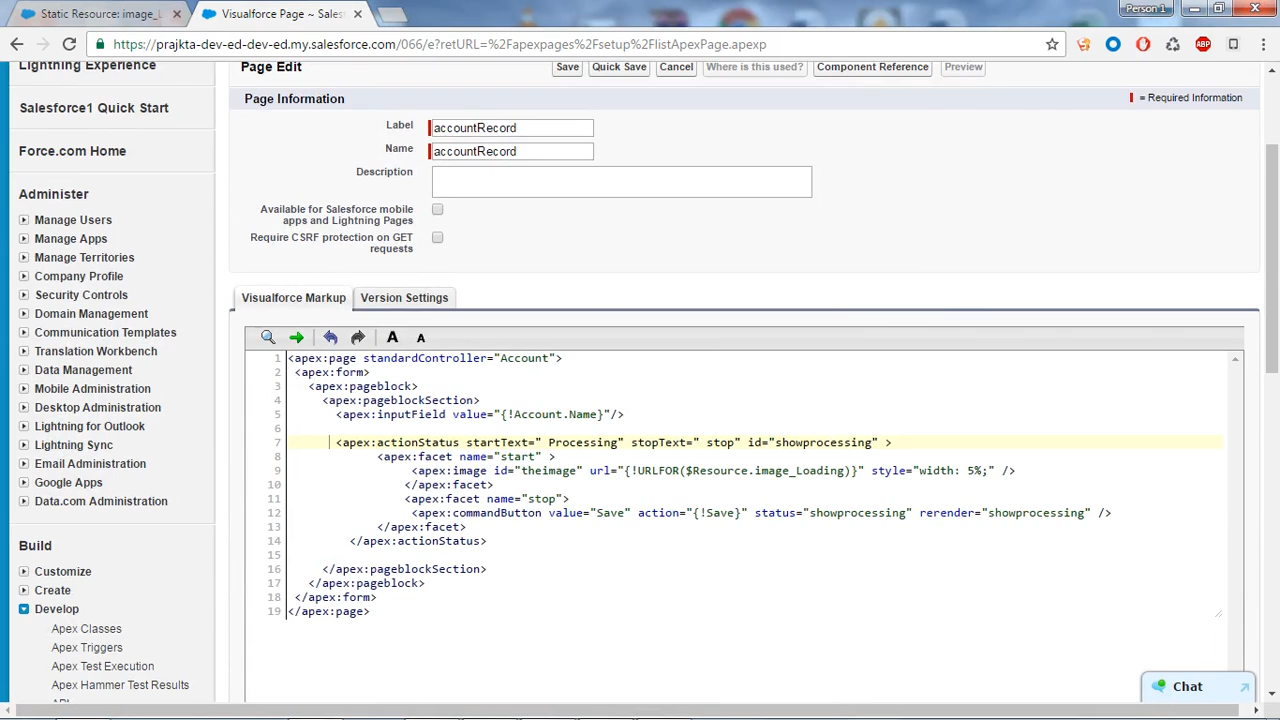 Static Resource: image_L
Visualforce Page ~ Sales
Person 1
https://prajkta-dev-ed-dev-ed.my.salesforce.com/066/e?retURL=%2Fapexpages%2Fsetup%2FlistApexPage.apexp
ABP
Lightning Experience
Salesforce1 Quick Start
Force.com Home
Administer
Manage Users
Manage Apps
Manage Territories
Company Profile
Security Controls
Domain Management
Communication Templates
Translation Workbench
Data Management
Mobile Administration
Desktop Administration
Lightning for Outlook
Lightning Sync
Email Administration
Google Apps
Data.com Administration
Build
Customize
Create
Develop
Apex Classes
Apex Triggers
Apex Test Execution
Apex Hammer Test Results
Page Edit
Save Quick Save Cancel Where is this used? Component Reference Preview
Page Information
= Required Information
Label accountRecord
Name accountRecord
Description
Available for Salesforce mobile
apps and Lightning Pages
Require CSRF protection on GET
requests
Visualforce Markup Version Settings
A A
1 <apex:page standardController="Account">
2 <apex:form>
3 <apex:pageblock>
4 <apex:pageblockSection>
5 <apex:inputField value="{!Account.Name}"/>
6
7 <apex:actionStatus startText=" Processing" stopText=" stop" id="showprocessing" >
8 <apex:facet name="start" >
9 <apex:image id="theimage" url="{!URLFOR($Resource.image_Loading)}" style="width: 5%;" />
10 </apex:facet>
11 <apex:facet name="stop">
12 <apex:commandButton value="Save" action="{!Save}" status="showprocessing" rerender="showprocessing" />
13 </apex:facet>
14 </apex:actionStatus>
15
16 </apex:pageblockSection>
17 </apex:pageblock>
18 </apex:form>
19 </apex:page>
Chat